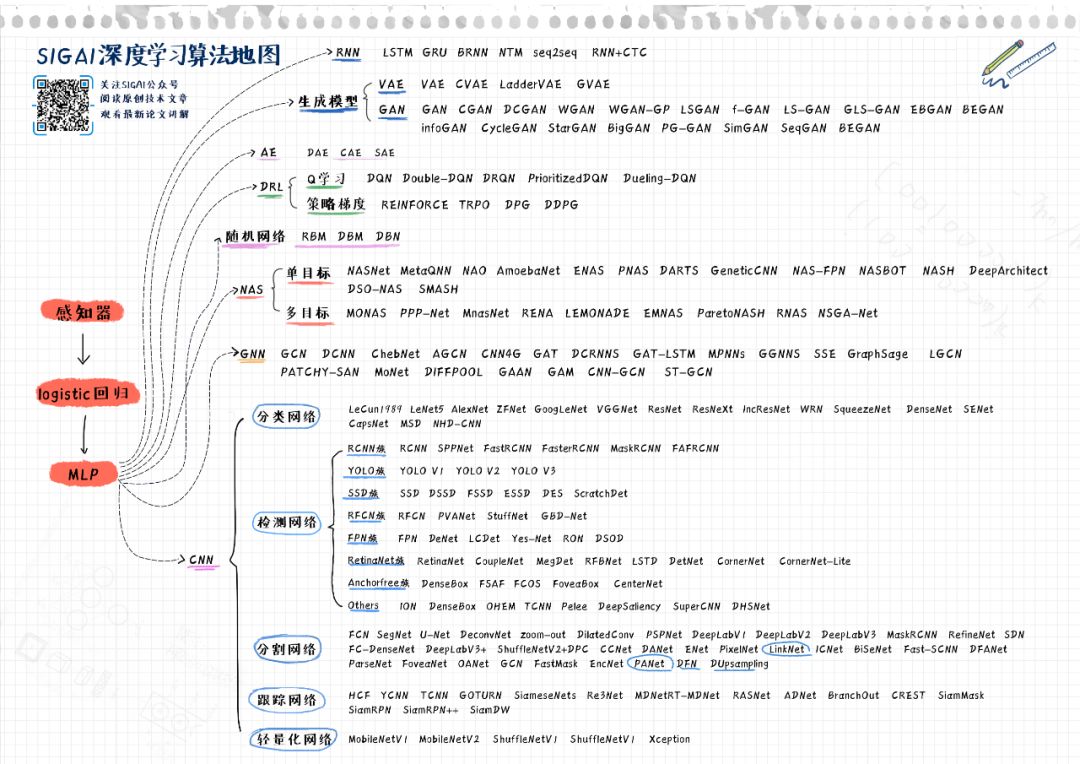 SIGAI深度学习算法地图
关注SIGAI公众号
阅读原创技术文章
观看最新论文讲解
RNN LSTM GRU BRNN NTM seq2seq RNN+CTC
生成模型
VAE VAE CVAE LadderVAE GVAE
GAN GAN CGAN DCGAN WGAN WGAN-GP LSGAN f-GAN LS-GAN GLS-GAN EBGAN BEGAN
infoGAN CycleGAN StarGAN BigGAN PG-GAN SimGAN SeqGAN BEGAN
AE DAE CAE SAE
DRL
Q学习 DQN Double-DQN DRQN PrioritizedDQN Dueling-DQN
策略梯度 REINFORCE TRPO DPG DDPG
随机网络 RBM DBM DBN
NAS
单目标 NASNet MetaQNN NAO AmoebaNet ENAS PNAS DARTS GeneticCNN NAS-FPN NASBOT NASH DeepArchitect
DSO-NAS SMASH
多目标 MONAS PPP-Net MnasNet RENA LEMONADE EMNAS ParetoNASH RNAS NSGA-Net
感知器
logistic回归
MLP
GNN GCN DCNN ChebNet AGCN CNN4G GAT DCRNNS GAT-LSTM MPNNs GGNNS SSE GraphSage LGCN
PATCHY-SAN MoNet DIFFPOOL GAAN GAM CNN-GCN ST-GCN
CNN
分类网络 LeCun1989 LeNet5 AlexNet ZFNet GoogLeNet VGGNet ResNet ResNeXt IncResNet WRN SqueezeNet DenseNet SENet
CapsNet MSD NHD-CNN
检测网络
RCNN族 RCNN SPPNet FastRCNN FasterRCNN MaskRCNN FAFRCNN
YOLO族 YOLO V1 YOLO V2 YOLO V3
SSD族 SSD DSSD FSSD ESSD DES ScratchDet
RFCN族 RFCN PVANet StuffNet GBD-Net
FPN族 FPN DeNet LCDet Yes-Net RON DSOD
RetinaNet族 RetinaNet CoupleNet MegDet RFBNet LSTD DetNet CornerNet CornerNet-Lite
Anchorfree族 DenseBox FSAF FCOS FoveaBox CenterNet
Others ION DenseBox OHEM TCNN Pelee DeepSaliency SuperCNN DHSNet
分割网络 FCN SegNet U-Net DeconvNet zoom-out DilatedConv PSPNet DeepLabV1 DeepLabV2 DeepLabV3 MaskRCNN RefineNet SDN
FC-DenseNet DeepLabV3+ ShuffleNetV2+DPC CCNet DANet ENet PixelNet LinkNet ICNet BiSeNet Fast-SCNN DFANet
ParseNet FoveaNet OANet GCN FastMask EncNet PANet DFN DUpsampling
跟踪网络 HCF YCNN TCNN GOTURN SiameseNets Re3Net MDNetRT-MDNet RASNet ADNet BranchOut CREST SiamMask
SiamRPN SiamRPN++ SiamDW
轻量化网络 MobileNetV1 MobileNetV2 ShuffleNetV1 ShuffleNetV1 Xception